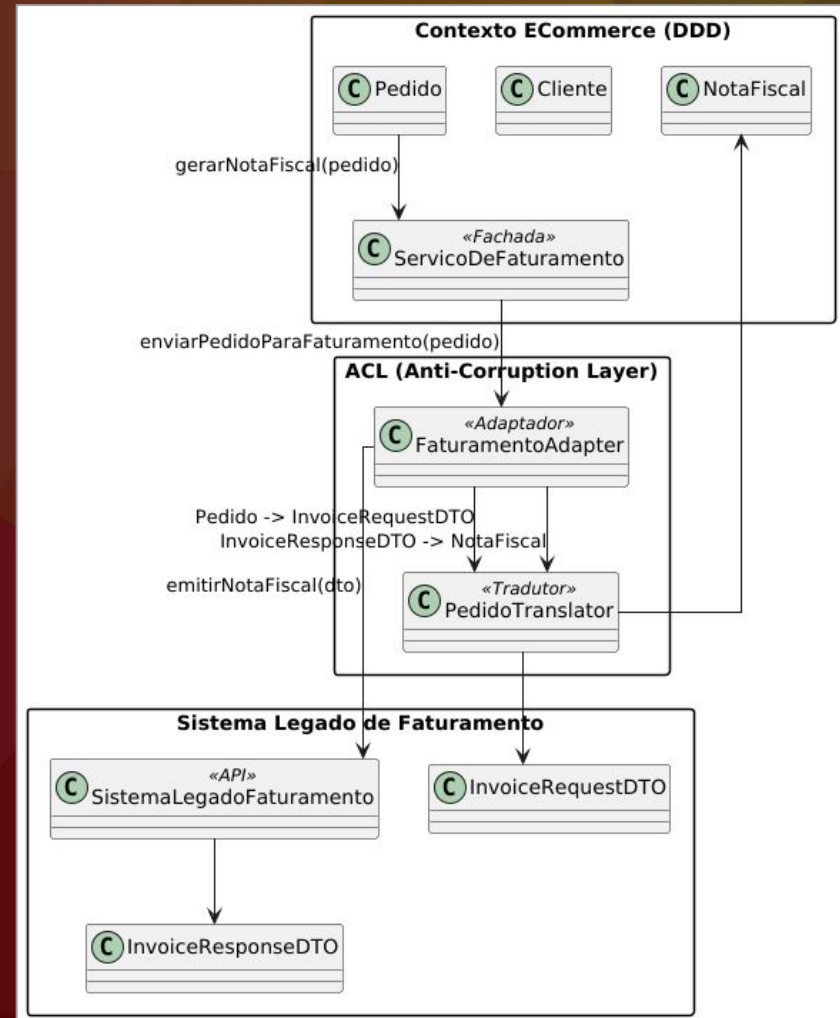 Contexto ECommerce (DDD)
C Pedido
C Cliente
C NotaFiscal
gerarNotaFiscal(pedido)
«Fachada»
C ServicoDeFaturamento
enviarPedidoParaFaturamento(pedido)
ACL (Anti-Corruption Layer)
«Adaptador»
C FaturamentoAdapter
Pedido -> InvoiceRequestDTO
InvoiceResponseDTO -> NotaFiscal
emitirNotaFiscal(dto)
«Tradutor»
C PedidoTranslator
Sistema Legado de Faturamento
«API»
C SistemaLegadoFaturamento
C InvoiceRequestDTO
C InvoiceResponseDTO